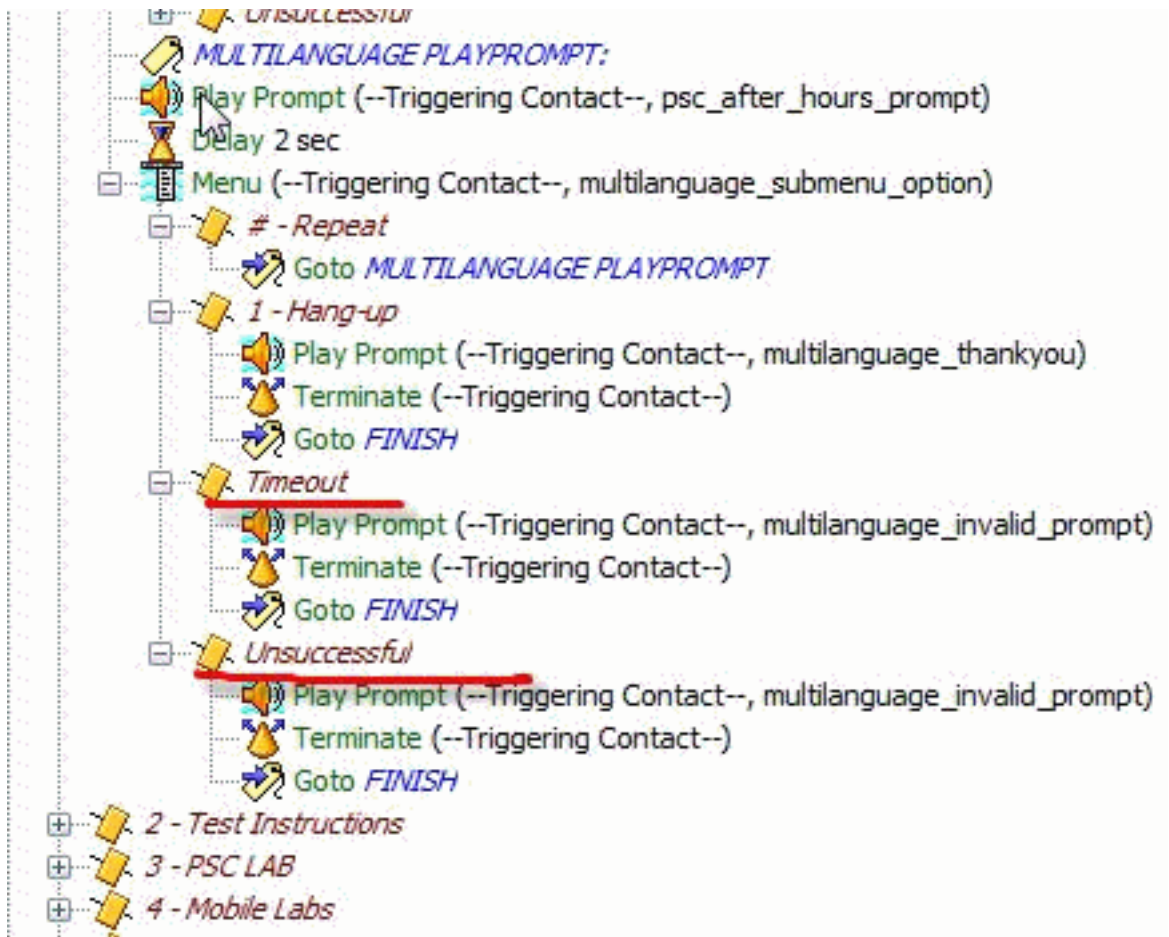 Unsuccessful
MULTILANGUAGE PLAYPROMPT:
Play Prompt (--Triggering Contact--, psc_after_hours_prompt)
Delay 2 sec
Menu (--Triggering Contact--, multilanguage_submenu_option)
# - Repeat
Goto MULTILANGUAGE PLAYPROMPT
1 - Hang-up
Play Prompt (--Triggering Contact--, multilanguage_thankyou)
Terminate (--Triggering Contact--)
Goto FINISH
Timeout
Play Prompt (--Triggering Contact--, multilanguage_invalid_prompt)
Terminate (--Triggering Contact--)
Goto FINISH
Unsuccessful
Play Prompt (--Triggering Contact--, multilanguage_invalid_prompt)
Terminate (--Triggering Contact--)
Goto FINISH
2 - Test Instructions
3 - PSC LAB
4 - Mobile Labs